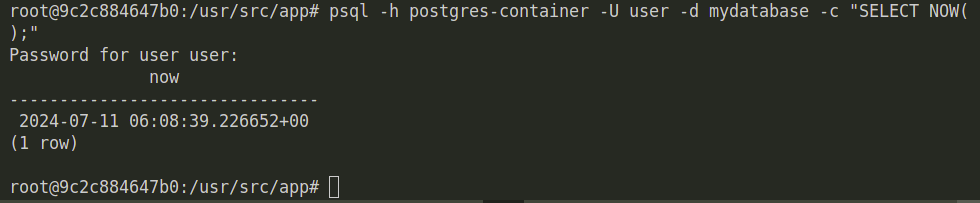 root@9c2c884647b0:/usr/src/app# psql -h postgres-container -U user -d mydatabase -c "SELECT NOW(
);"
Password for user user:
              now
-------------------------------
 2024-07-11 06:08:39.226652+00
(1 row)

root@9c2c884647b0:/usr/src/app#